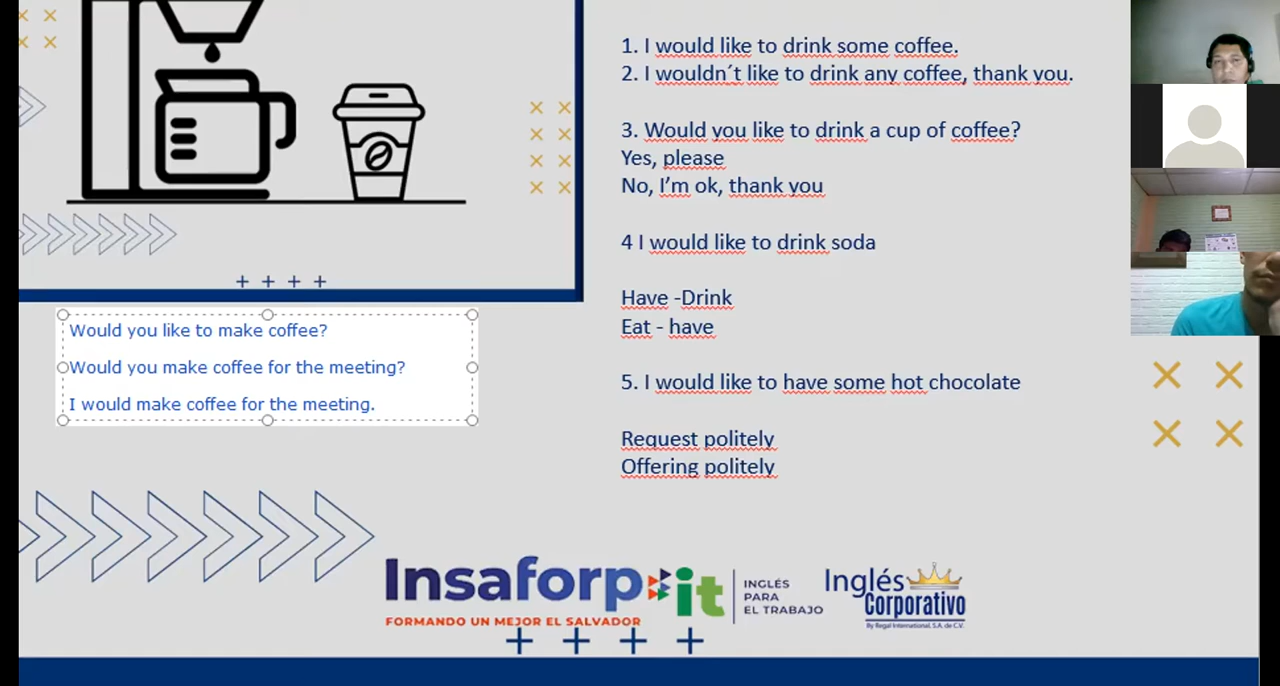 1. I would like to drink some coffee.
2. I wouldn´t like to drink any coffee, thank you.
3. Would you like to drink a cup of coffee?
Yes, please
No, I'm ok, thank you
4 I would like to drink soda
Have -Drink
Eat - have
5. I would like to have some hot chocolate
Request politely
Offering politely
Would you like to make coffee?
Would you make coffee for the meeting?
I would make coffee for the meeting.
Insaforp
FORMANDO UN MEJOR EL SALVADOR
it
INGLÉS
PARA
EL TRABAJO
Inglés
Corporativo
By Regal International, S.A. de C.V.